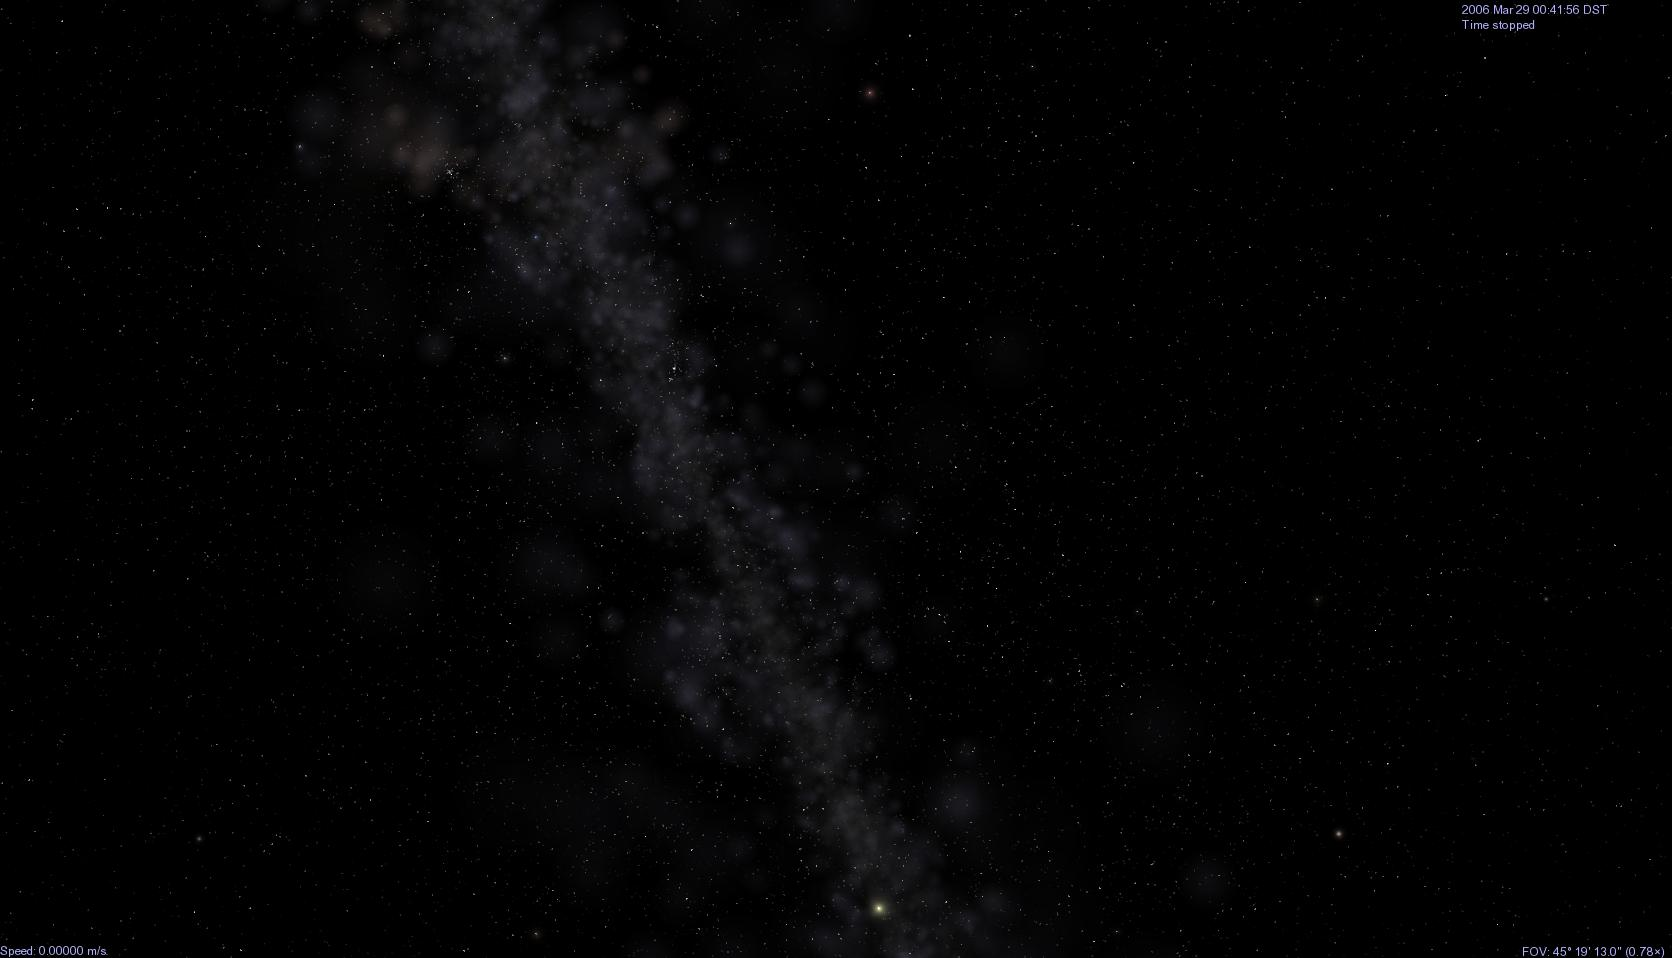 2006 Mar 29 00:41:56 DST
Time stopped
Speed: 0.00000 m/s
FOV: 45° 19' 13.0" (0.78×)